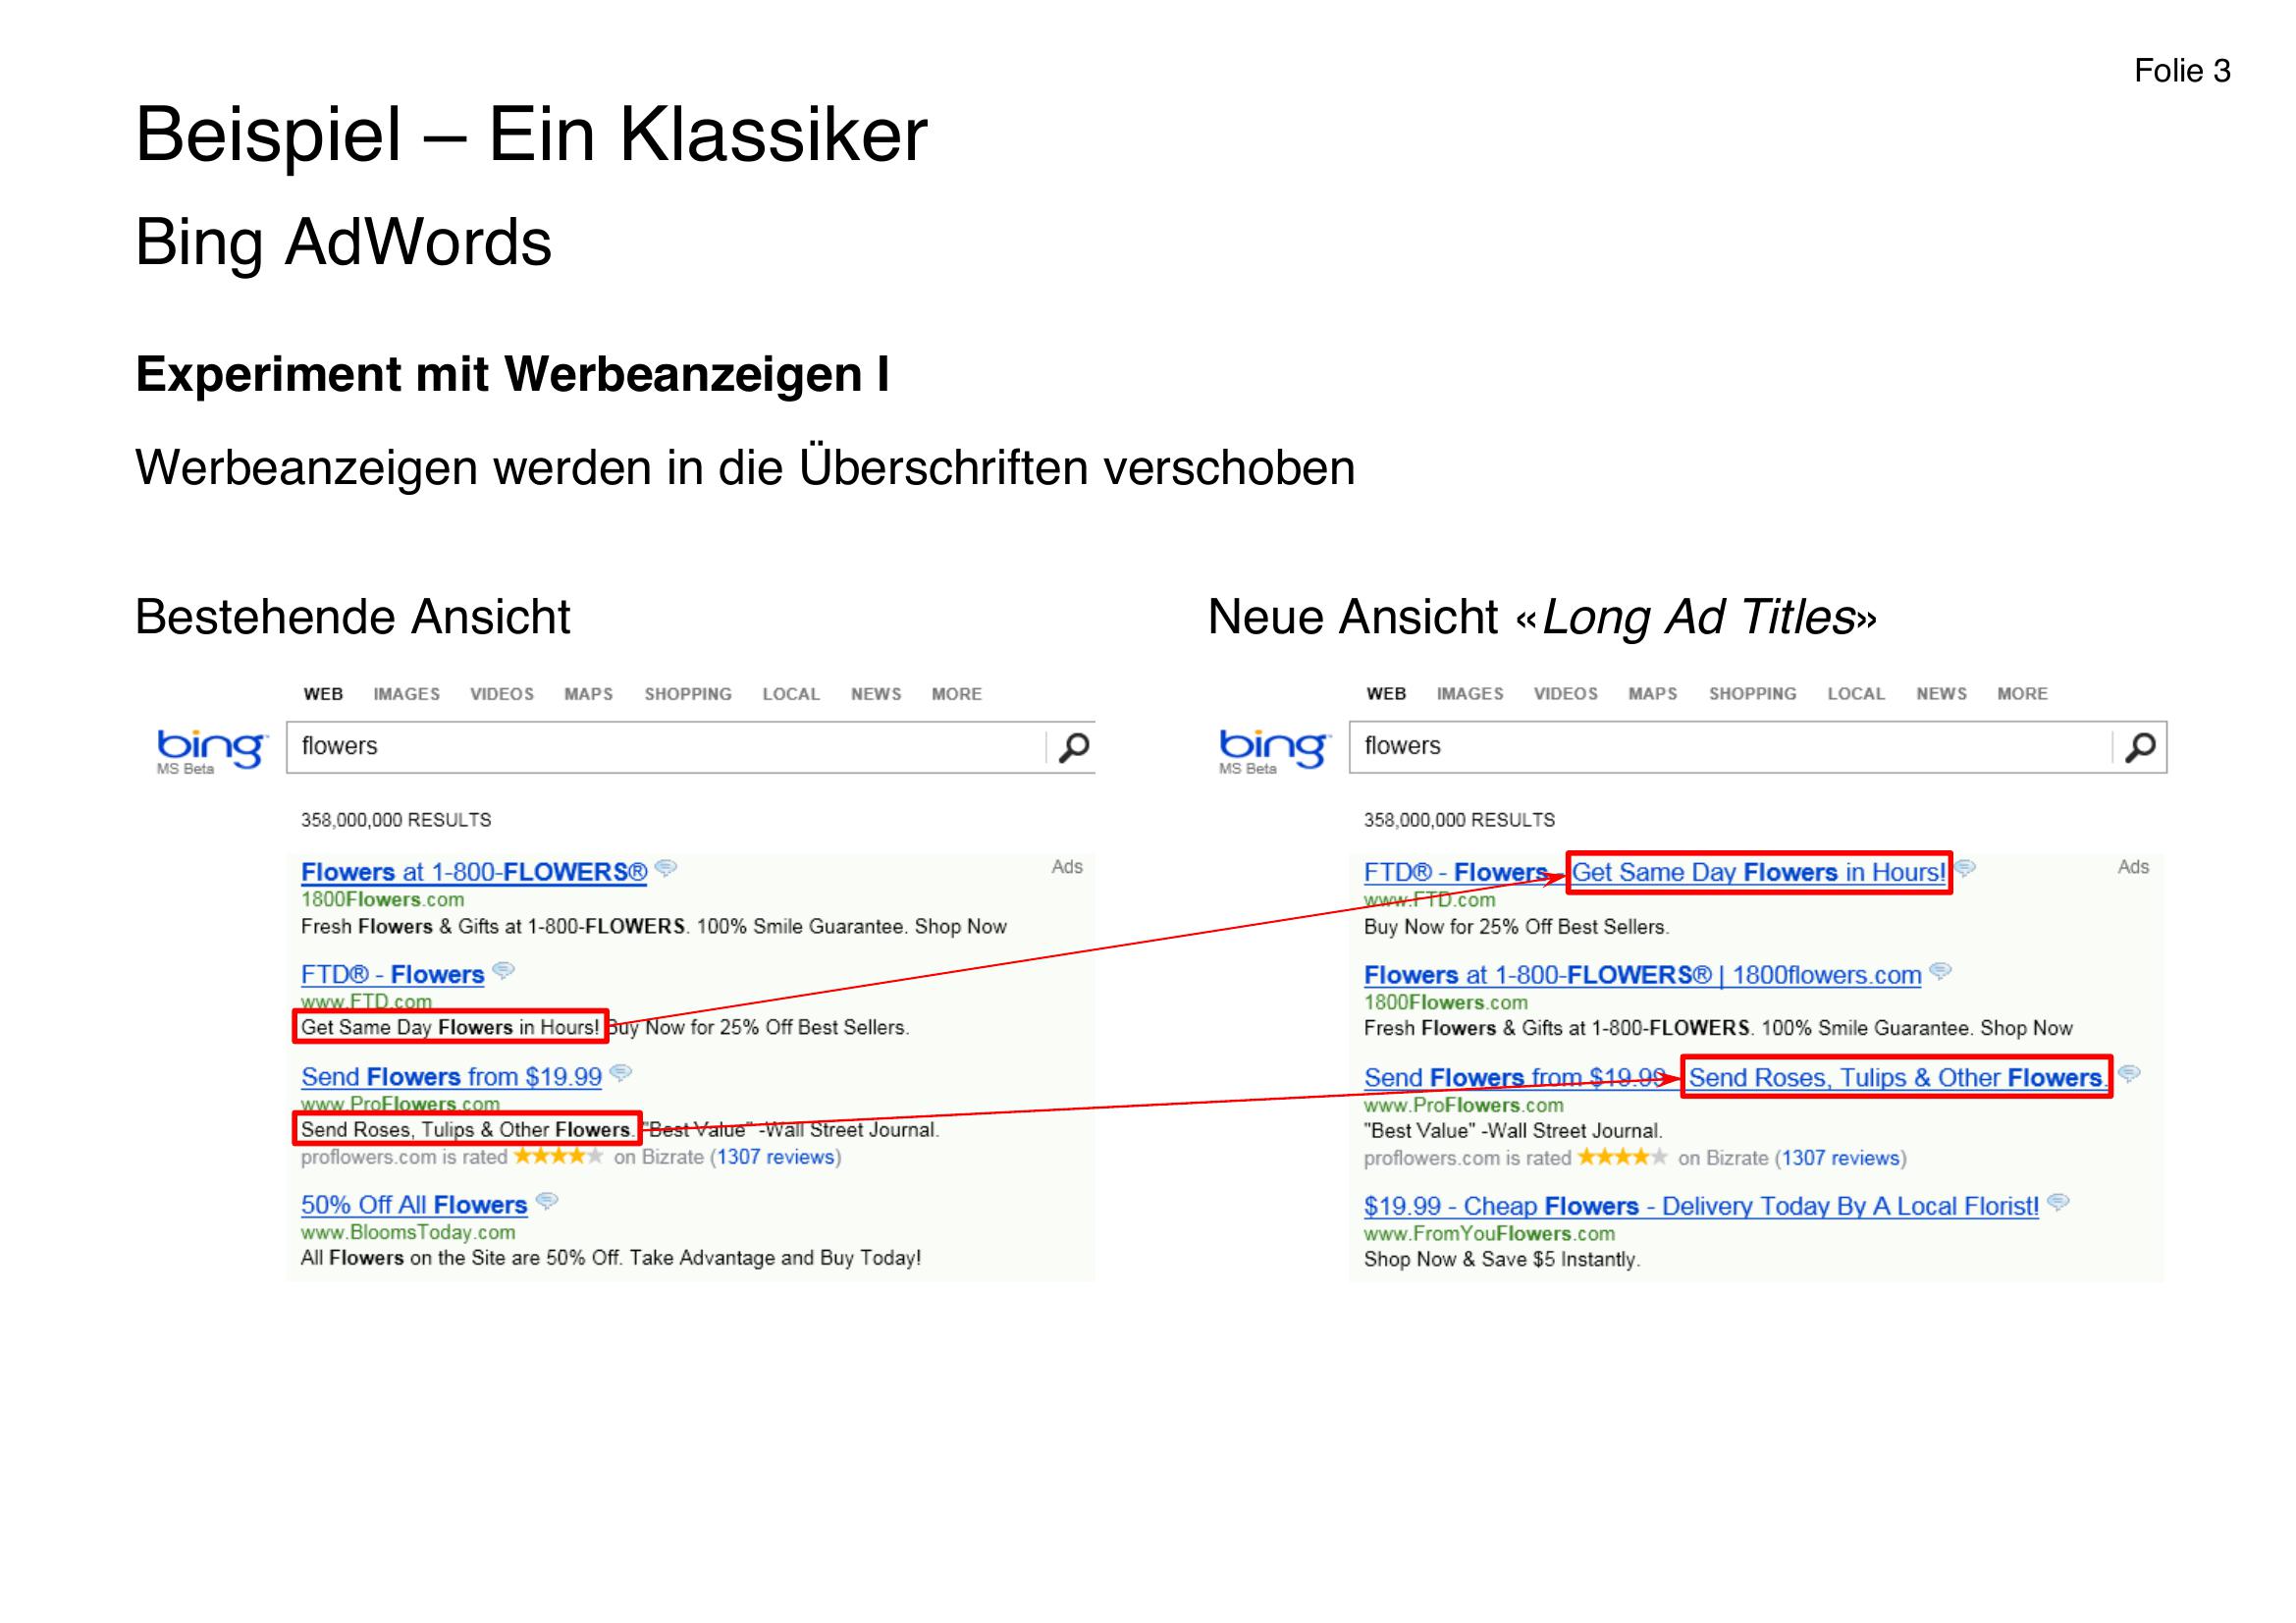 Folie 3
Beispiel – Ein Klassiker
Bing AdWords
Experiment mit Werbeanzeigen I
Werbeanzeigen werden in die Überschriften verschoben
Bestehende Ansicht
WEB IMAGES VIDEOS MAPS SHOPPING LOCAL NEWS MORE
bing™
MS Beta
flowers
358,000,000 RESULTS
Flowers at 1-800-FLOWERS®
Ads
1800Flowers.com
Fresh Flowers & Gifts at 1-800-FLOWERS. 100% Smile Guarantee. Shop Now
FTD® - Flowers
www.FTD.com
Get Same Day Flowers in Hours! Buy Now for 25% Off Best Sellers.
Send Flowers from $19.99
www.ProFlowers.com
Send Roses, Tulips & Other Flowers. "Best Value" -Wall Street Journal.
proflowers.com is rated ★★★★★ on Bizrate (1307 reviews)
50% Off All Flowers
www.BloomsToday.com
All Flowers on the Site are 50% Off. Take Advantage and Buy Today!
Neue Ansicht «Long Ad Titles»
WEB IMAGES VIDEOS MAPS SHOPPING LOCAL NEWS MORE
bing™
MS Beta
flowers
358,000,000 RESULTS
FTD® - Flowers - Get Same Day Flowers in Hours!
Ads
www.FTD.com
Buy Now for 25% Off Best Sellers.
Flowers at 1-800-FLOWERS® | 1800flowers.com
1800Flowers.com
Fresh Flowers & Gifts at 1-800-FLOWERS. 100% Smile Guarantee. Shop Now
Send Flowers from $19.99 - Send Roses, Tulips & Other Flowers.
www.ProFlowers.com
"Best Value" -Wall Street Journal.
proflowers.com is rated ★★★★★ on Bizrate (1307 reviews)
$19.99 - Cheap Flowers - Delivery Today By A Local Florist!
www.FromYouFlowers.com
Shop Now & Save $5 Instantly.